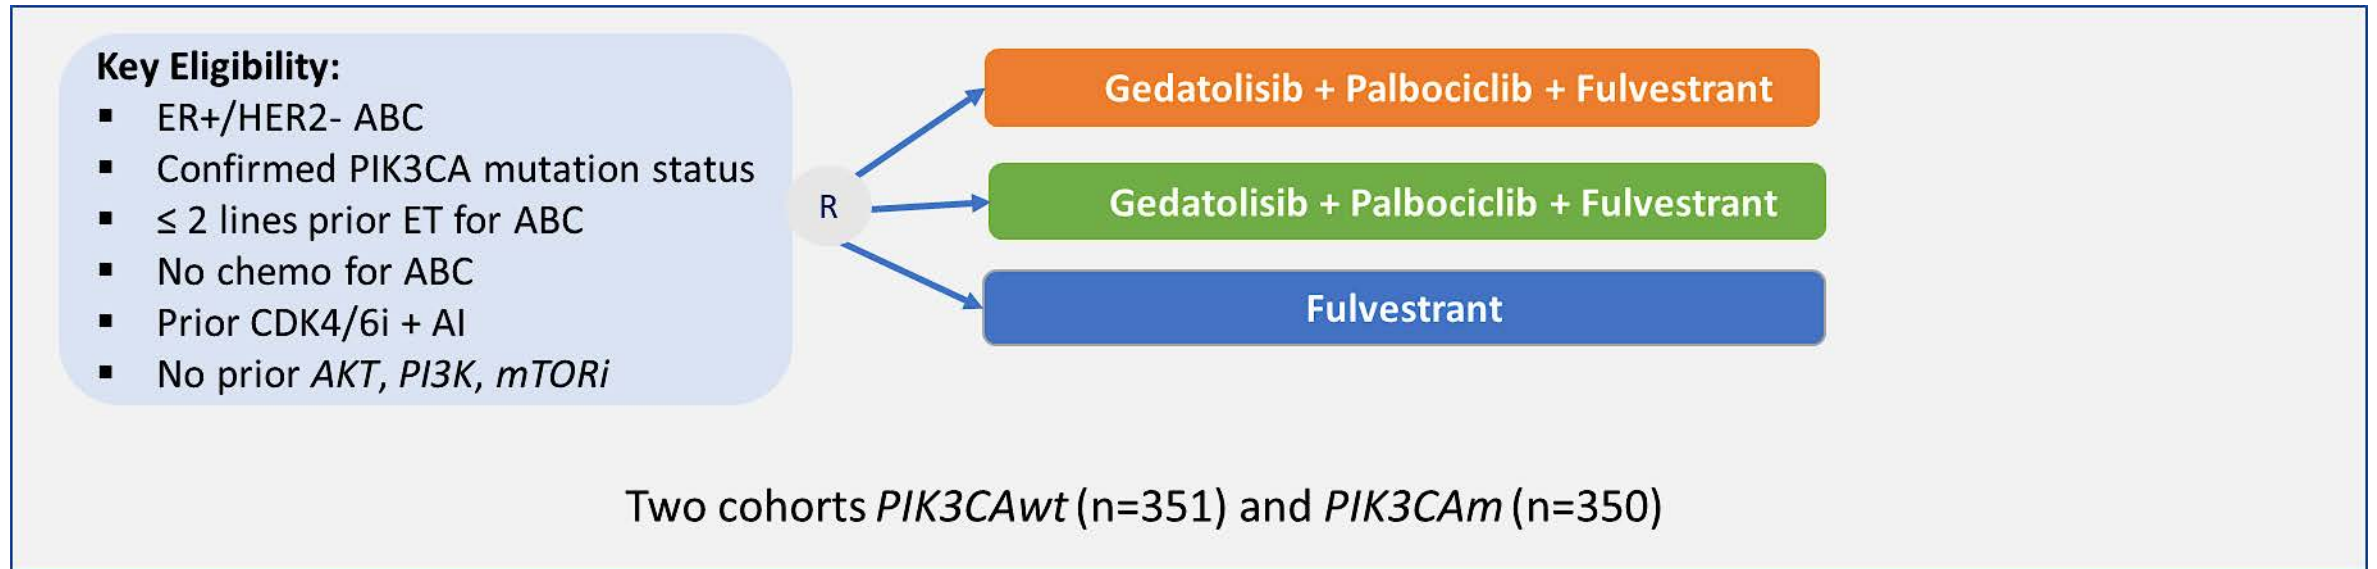 Key Eligibility:
▪ ER+/HER2- ABC
▪ Confirmed PIK3CA mutation status
▪ ≤ 2 lines prior ET for ABC
▪ No chemo for ABC
▪ Prior CDK4/6i + AI
▪ No prior AKT, PI3K, mTORi
R
Gedatolisib + Palbociclib + Fulvestrant
Gedatolisib + Palbociclib + Fulvestrant
Fulvestrant
Two cohorts PIK3CAwt (n=351) and PIK3CAm (n=350)